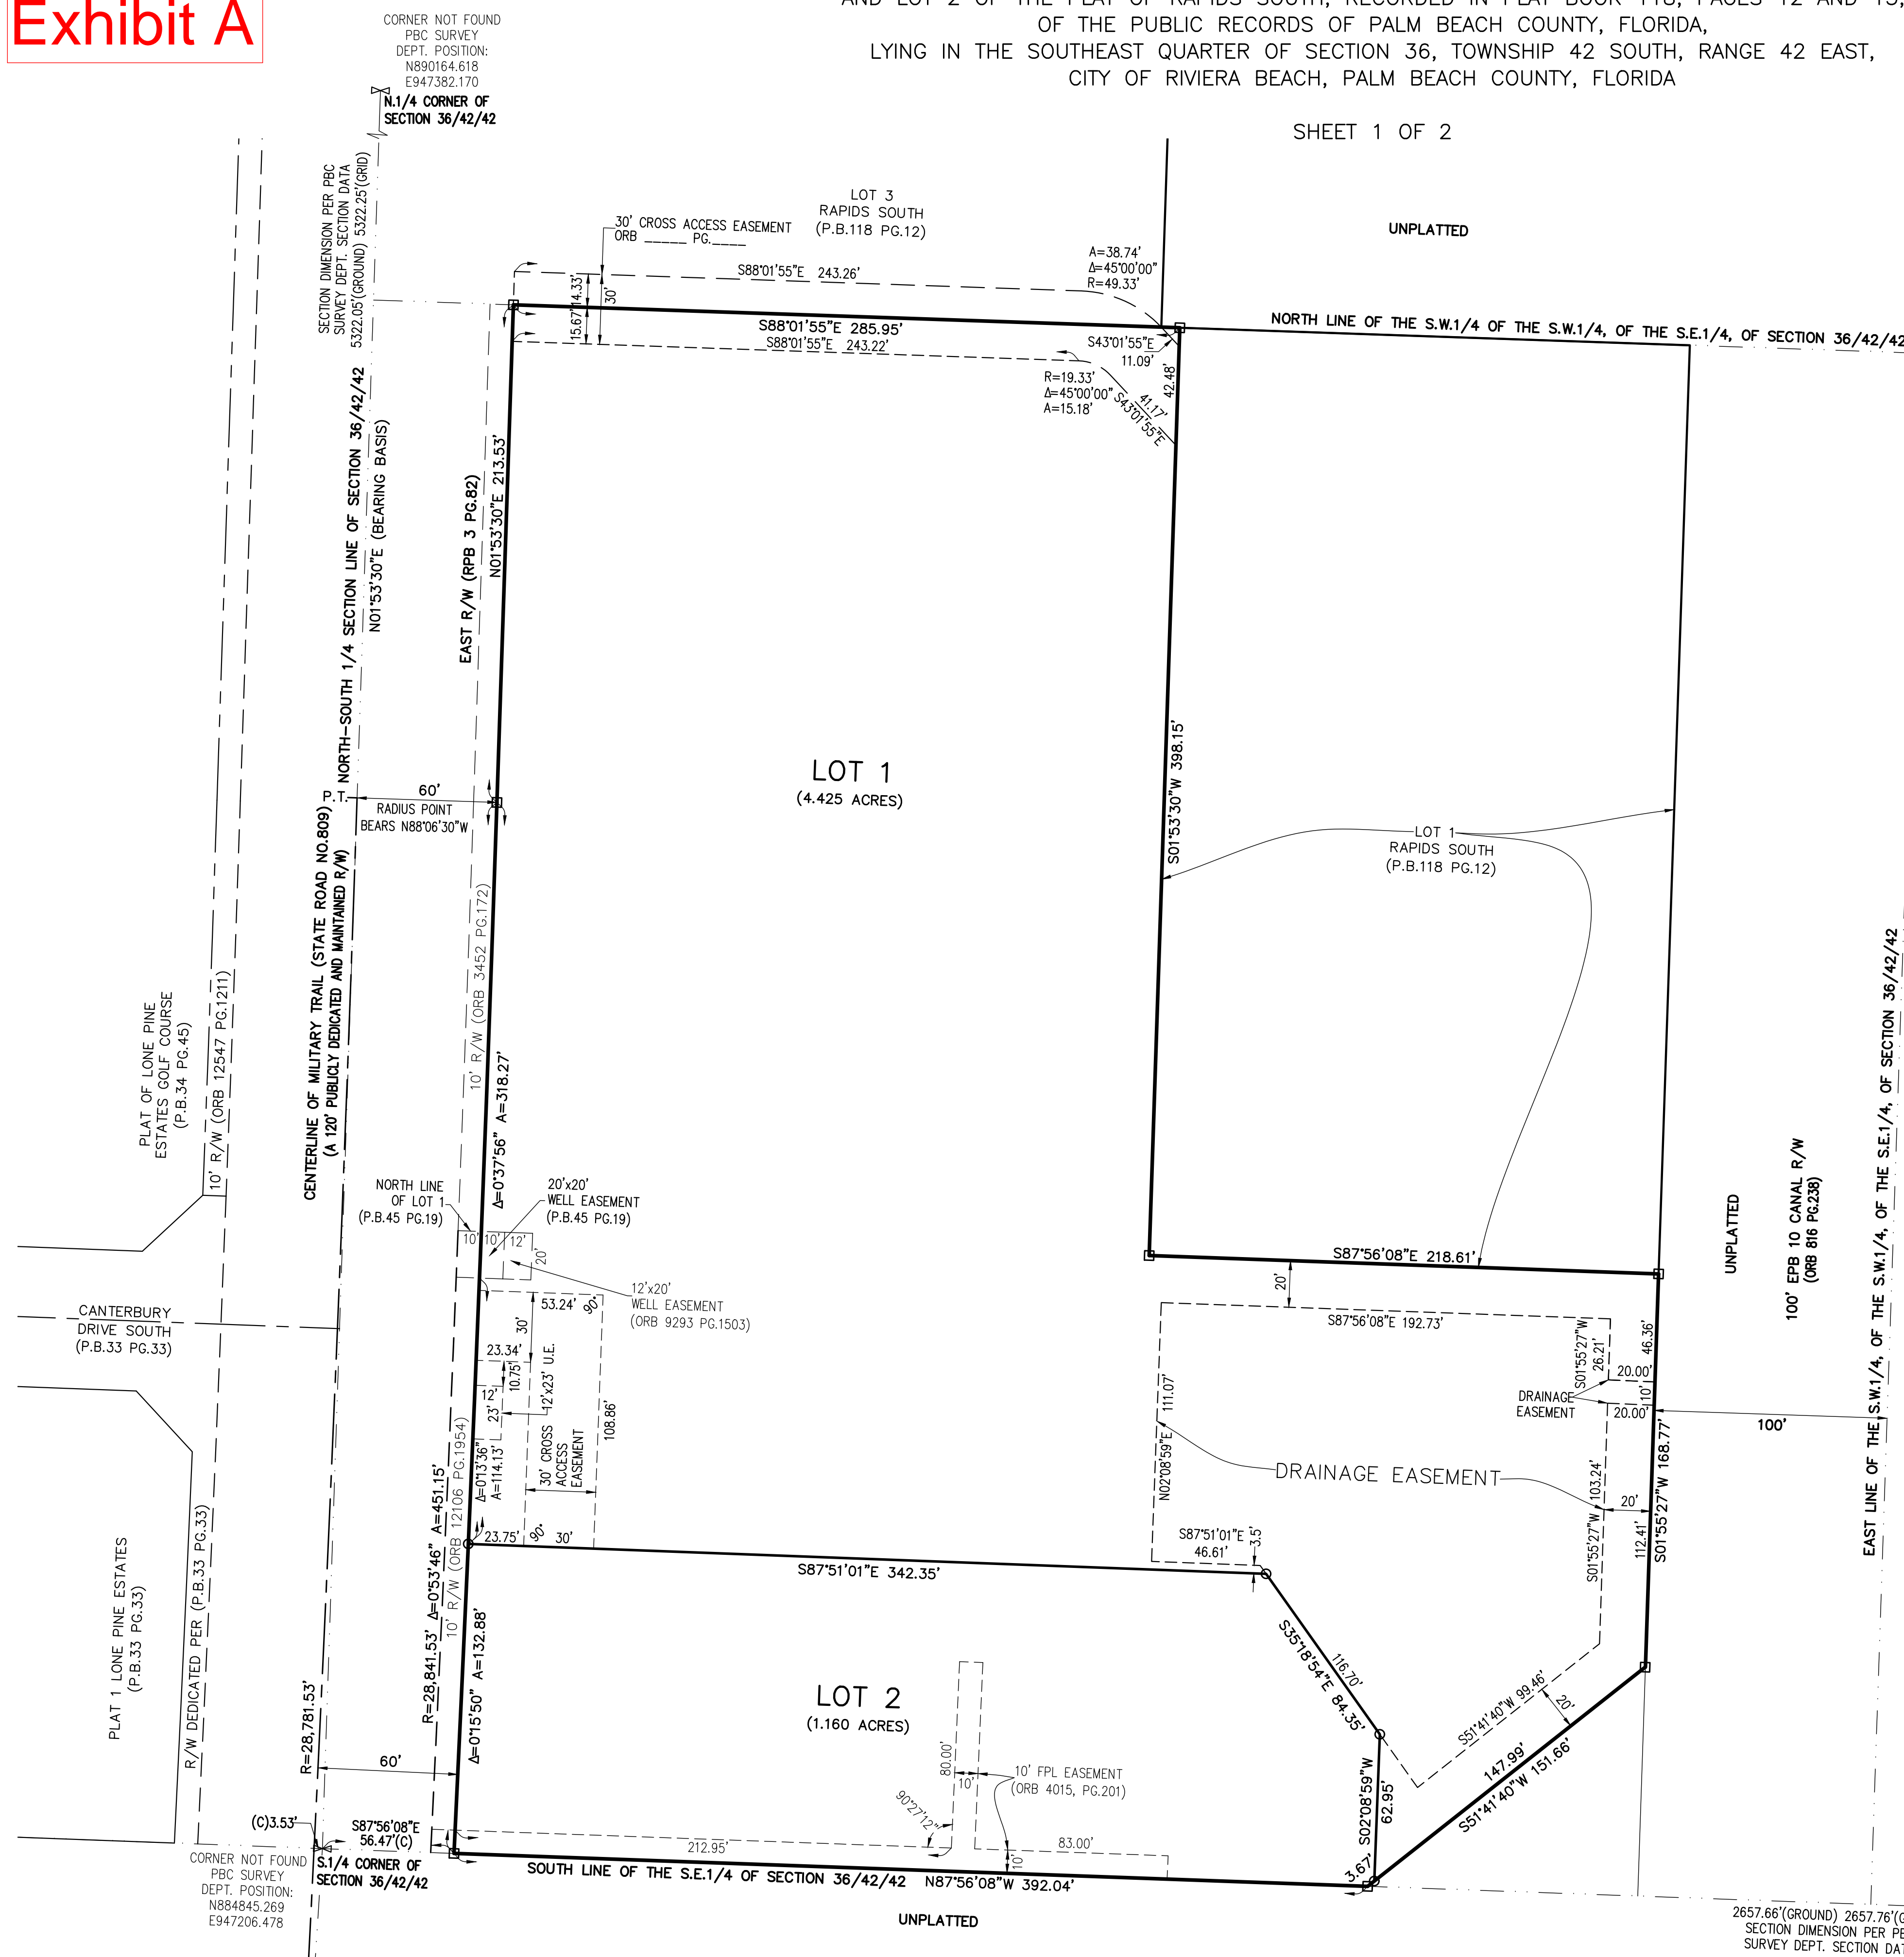 Exhibit A
OF THE PUBLIC RECORDS OF PALM BEACH COUNTY, FLORIDA,
LYING IN THE SOUTHEAST QUARTER OF SECTION 36, TOWNSHIP 42 SOUTH, RANGE 42 EAST,
CITY OF RIVIERA BEACH, PALM BEACH COUNTY, FLORIDA
SHEET 1 OF 2
CORNER NOT FOUND
PBC SURVEY
DEPT. POSITION:
N890164.618
E947382.170
N.1/4 CORNER OF
SECTION 36/42/42
SECTION DIMENSION PER PBC
SURVEY DEPT. SECTION DATA
5322.05'(GROUND) 5322.25'(GRID)
LOT 3
RAPIDS SOUTH
(P.B.118 PG.12)
30' CROSS ACCESS EASEMENT
ORB _____ PG.____
UNPLATTED
A=38.74'
Δ=45°00'00"
R=49.33'
S88°01'55"E 243.26'
14.33'
15.67'
30'
S88°01'55"E 285.95'
S88°01'55"E 243.22'
S43°01'55"E
11.09'
NORTH LINE OF THE S.W.1/4 OF THE S.W.1/4, OF THE S.E.1/4, OF SECTION 36/42/42
R=19.33'
Δ=45°00'00"
A=15.18'
41.17'
S43°01'55"E
42.48'
NORTH-SOUTH 1/4 SECTION LINE OF SECTION 36/42/42
N01°53'30"E (BEARING BASIS)
EAST R/W (RPB 3 PG.82)
N01°53'30"E 213.53'
LOT 1
(4.425 ACRES)
S01°53'30"W 398.15'
P.T.
60'
RADIUS POINT
BEARS N88°06'30"W
LOT 1
RAPIDS SOUTH
(P.B.118 PG.12)
CENTERLINE OF MILITARY TRAIL (STATE ROAD NO.809)
(A 120' PUBLICLY DEDICATED AND MAINTAINED R/W)
10' R/W (ORB 3452 PG.172)
Δ=0°37'56" A=318.27'
PLAT OF LONE PINE
ESTATES GOLF COURSE
(P.B.34 PG.45)
10' R/W (ORB 12547 PG.1211)
NORTH LINE
OF LOT 1
(P.B.45 PG.19)
20'x20'
WELL EASEMENT
(P.B.45 PG.19)
10' 10' 12'
20'
12'x20'
WELL EASEMENT
(ORB 9293 PG.1503)
S87°56'08"E 218.61'
20'
S87°56'08"E 192.73'
UNPLATTED
100' EPB 10 CANAL R/W
(ORB 816 PG.238)
EAST LINE OF THE S.W.1/4, OF THE S.W.1/4, OF THE S.E.1/4, OF SECTION 36/42/42
CANTERBURY
DRIVE SOUTH
(P.B.33 PG.33)
53.24'
90°
30'
23.34'
10.75'
12'
23'
12'x23' U.E.
30' CROSS
ACCESS
EASEMENT
108.86'
Δ=0°13'36"
A=114.13'
23.75'
90°
30'
S01°55'27"W
26.21'
46.36'
20.00'
10'
20.00'
DRAINAGE
EASEMENT
100'
111.07'
N02°08'59"E
DRAINAGE EASEMENT
S01°55'27"W 103.24'
20'
112.41'
S01°55'27"W 168.77'
S87°51'01"E
46.61'
3.5'
S87°51'01"E 342.35'
PLAT 1 LONE PINE ESTATES
(P.B.33 PG.33)
R/W DEDICATED PER (P.B.33 PG.33)
R=28,781.53'
R=28,841.53' Δ=0°53'46" A=451.15'
10' R/W (ORB 12106 PG.1954)
Δ=0°15'50" A=132.88'
60'
LOT 2
(1.160 ACRES)
116.70'
S35°18'54"E 84.35'
S51°41'40"W 99.46'
20'
147.99'
S51°41'40"W 151.66'
S02°08'59"W
62.95'
3.67'
80.00'
10'
10' FPL EASEMENT
(ORB 4015, PG.201)
90°27'12"
212.95'
83.00'
10'
(C)3.53'
S87°56'08"E
56.47'(C)
CORNER NOT FOUND
PBC SURVEY
DEPT. POSITION:
N884845.269
E947206.478
S.1/4 CORNER OF
SECTION 36/42/42
SOUTH LINE OF THE S.E.1/4 OF SECTION 36/42/42 N87°56'08"W 392.04'
UNPLATTED
2657.66'(GROUND) 2657.76'(G
SECTION DIMENSION PER PB
SURVEY DEPT. SECTION DAT